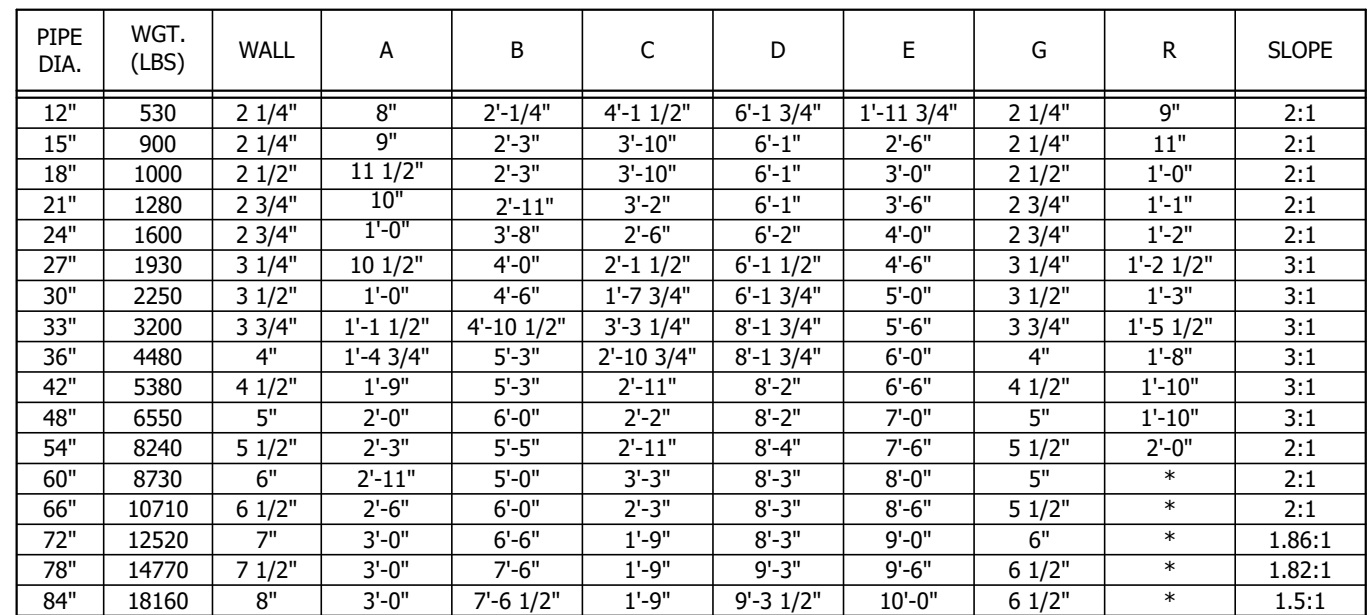 PIPE DIA. WGT. (LBS) WALL A B C D E G R SLOPE
12" 530 2 1/4" 8" 2'-1/4" 4'-1 1/2" 6'-1 3/4" 1'-11 3/4" 2 1/4" 9" 2:1
15" 900 2 1/4" 9" 2'-3" 3'-10" 6'-1" 2'-6" 2 1/4" 11" 2:1
18" 1000 2 1/2" 11 1/2" 2'-3" 3'-10" 6'-1" 3'-0" 2 1/2" 1'-0" 2:1
21" 1280 2 3/4" 10" 2'-11" 3'-2" 6'-1" 3'-6" 2 3/4" 1'-1" 2:1
24" 1600 2 3/4" 1'-0" 3'-8" 2'-6" 6'-2" 4'-0" 2 3/4" 1'-2" 2:1
27" 1930 3 1/4" 10 1/2" 4'-0" 2'-1 1/2" 6'-1 1/2" 4'-6" 3 1/4" 1'-2 1/2" 3:1
30" 2250 3 1/2" 1'-0" 4'-6" 1'-7 3/4" 6'-1 3/4" 5'-0" 3 1/2" 1'-3" 3:1
33" 3200 3 3/4" 1'-1 1/2" 4'-10 1/2" 3'-3 1/4" 8'-1 3/4" 5'-6" 3 3/4" 1'-5 1/2" 3:1
36" 4480 4" 1'-4 3/4" 5'-3" 2'-10 3/4" 8'-1 3/4" 6'-0" 4" 1'-8" 3:1
42" 5380 4 1/2" 1'-9" 5'-3" 2'-11" 8'-2" 6'-6" 4 1/2" 1'-10" 3:1
48" 6550 5" 2'-0" 6'-0" 2'-2" 8'-2" 7'-0" 5" 1'-10" 3:1
54" 8240 5 1/2" 2'-3" 5'-5" 2'-11" 8'-4" 7'-6" 5 1/2" 2'-0" 2:1
60" 8730 6" 2'-11" 5'-0" 3'-3" 8'-3" 8'-0" 5" * 2:1
66" 10710 6 1/2" 2'-6" 6'-0" 2'-3" 8'-3" 8'-6" 5 1/2" * 2:1
72" 12520 7" 3'-0" 6'-6" 1'-9" 8'-3" 9'-0" 6" * 1.86:1
78" 14770 7 1/2" 3'-0" 7'-6" 1'-9" 9'-3" 9'-6" 6 1/2" * 1.82:1
84" 18160 8" 3'-0" 7'-6 1/2" 1'-9" 9'-3 1/2" 10'-0" 6 1/2" * 1.5:1